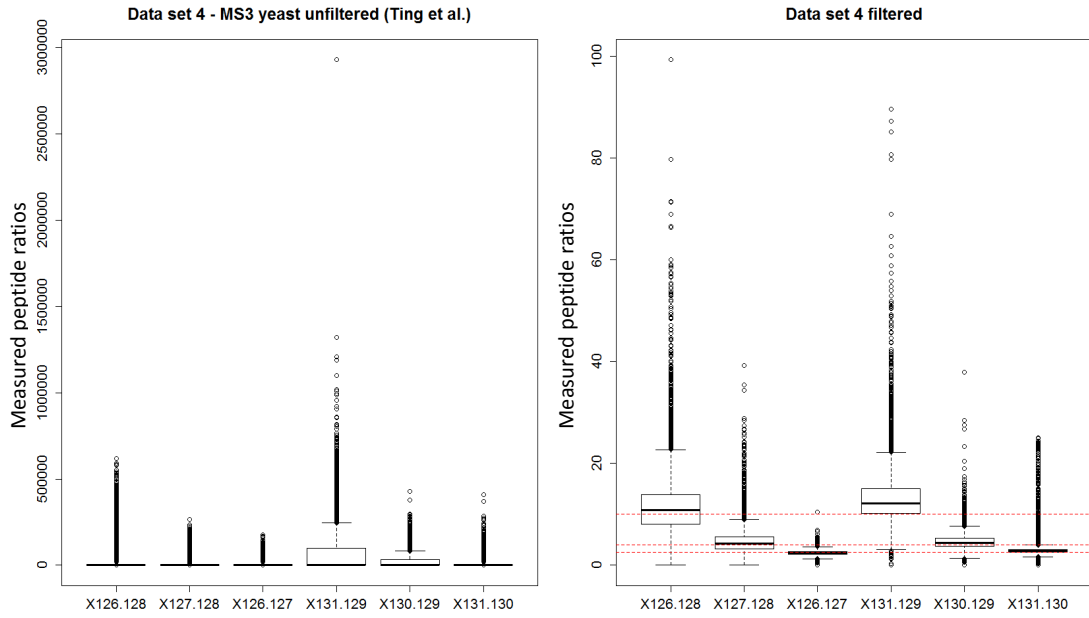 Data set 4 - MS3 yeast unfiltered (Ting et al.)
Measured peptide ratios
3000000
2500000
2000000
1500000
1000000
500000
0
X126.128 X127.128 X126.127 X131.129 X130.129 X131.130
Data set 4 filtered
Measured peptide ratios
100
80
60
40
20
0
X126.128 X127.128 X126.127 X131.129 X130.129 X131.130